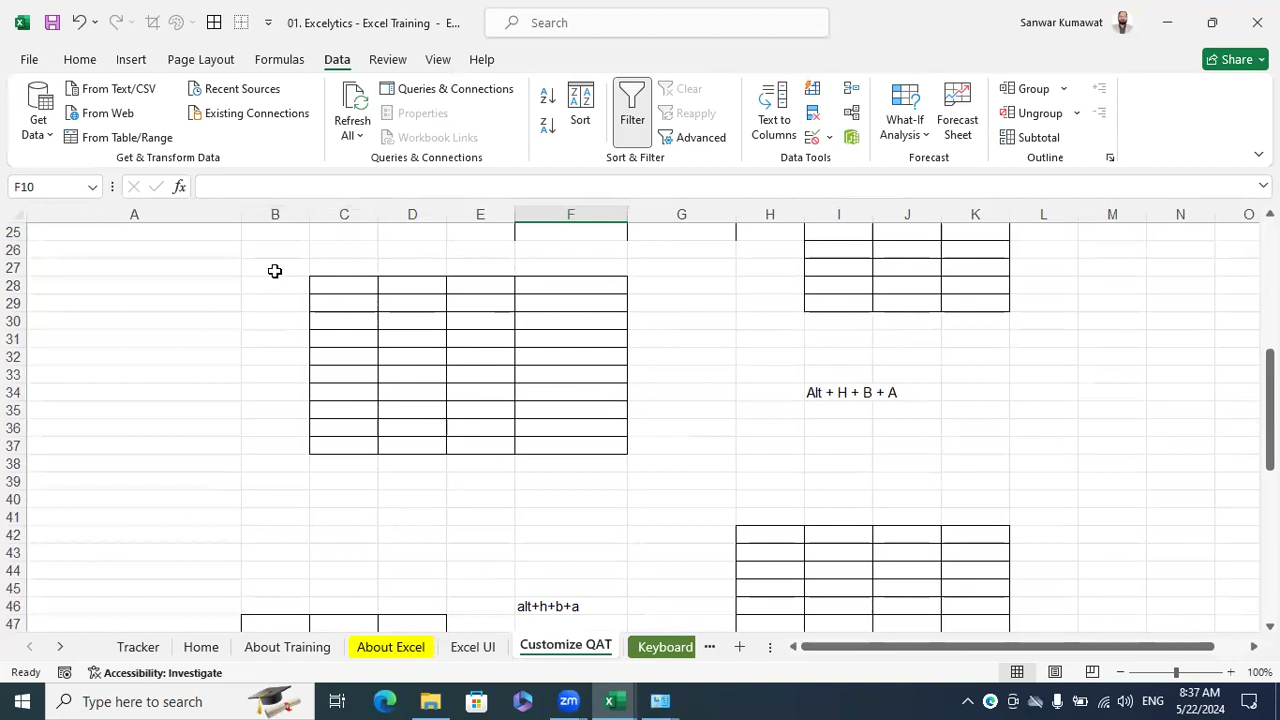 01. Excelytics - Excel Training - E...
Search
Sanwar Kumawat
File Home Insert Page Layout Formulas Data Review View Help
Share
Get Data
From Text/CSV
From Web
From Table/Range
Recent Sources
Existing Connections
Get & Transform Data
Refresh All
Queries & Connections
Properties
Workbook Links
Queries & Connections
Sort
Filter
Clear
Reapply
Advanced
Sort & Filter
Text to Columns
Data Tools
What-If Analysis
Forecast Sheet
Forecast
Group
Ungroup
Subtotal
Outline
F10
fx
A B C D E F G H I J K L M N O
25
26
27
28
29
30
31
32
33
34 Alt + H + B + A
35
36
37
38
39
40
41
42
43
44
45
46 alt+h+b+a
47
Tracker Home About Training About Excel Excel UI Customize QAT Keyboard
Ready
Accessibility: Investigate
100%
Type here to search
ENG
8:37 AM
5/22/2024